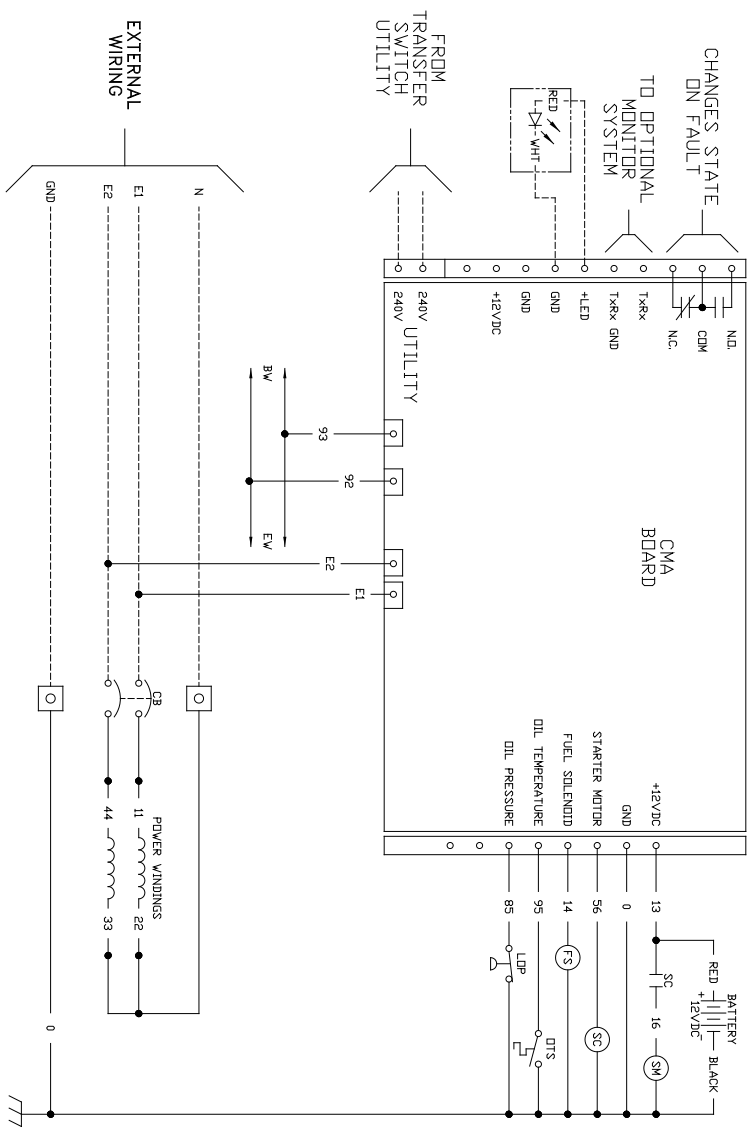 CHANGES STATE
ON FAULT
TO OPTIONAL
MONITOR
SYSTEM
RED
WHT
FROM
TRANSFER
SWITCH
UTILITY
EXTERNAL
WIRING
N.O.
COM
N.C.
TxRx
TxRx GND
+LED
GND
GND
+12VDC
240V
240V
UTILITY
CMA
BOARD
BW
EW
93
92
E2
E1
N
E1
E2
GND
CB
POWER WINDINGS
11
22
44
33
0
+12VDC
GND
STARTER MOTOR
FUEL SOLENOID
OIL TEMPERATURE
OIL PRESSURE
13
0
56
14
95
85
RED
BATTERY
+ -
12VDC
BLACK
SC
16
SM
SC
FS
OTS
LOP